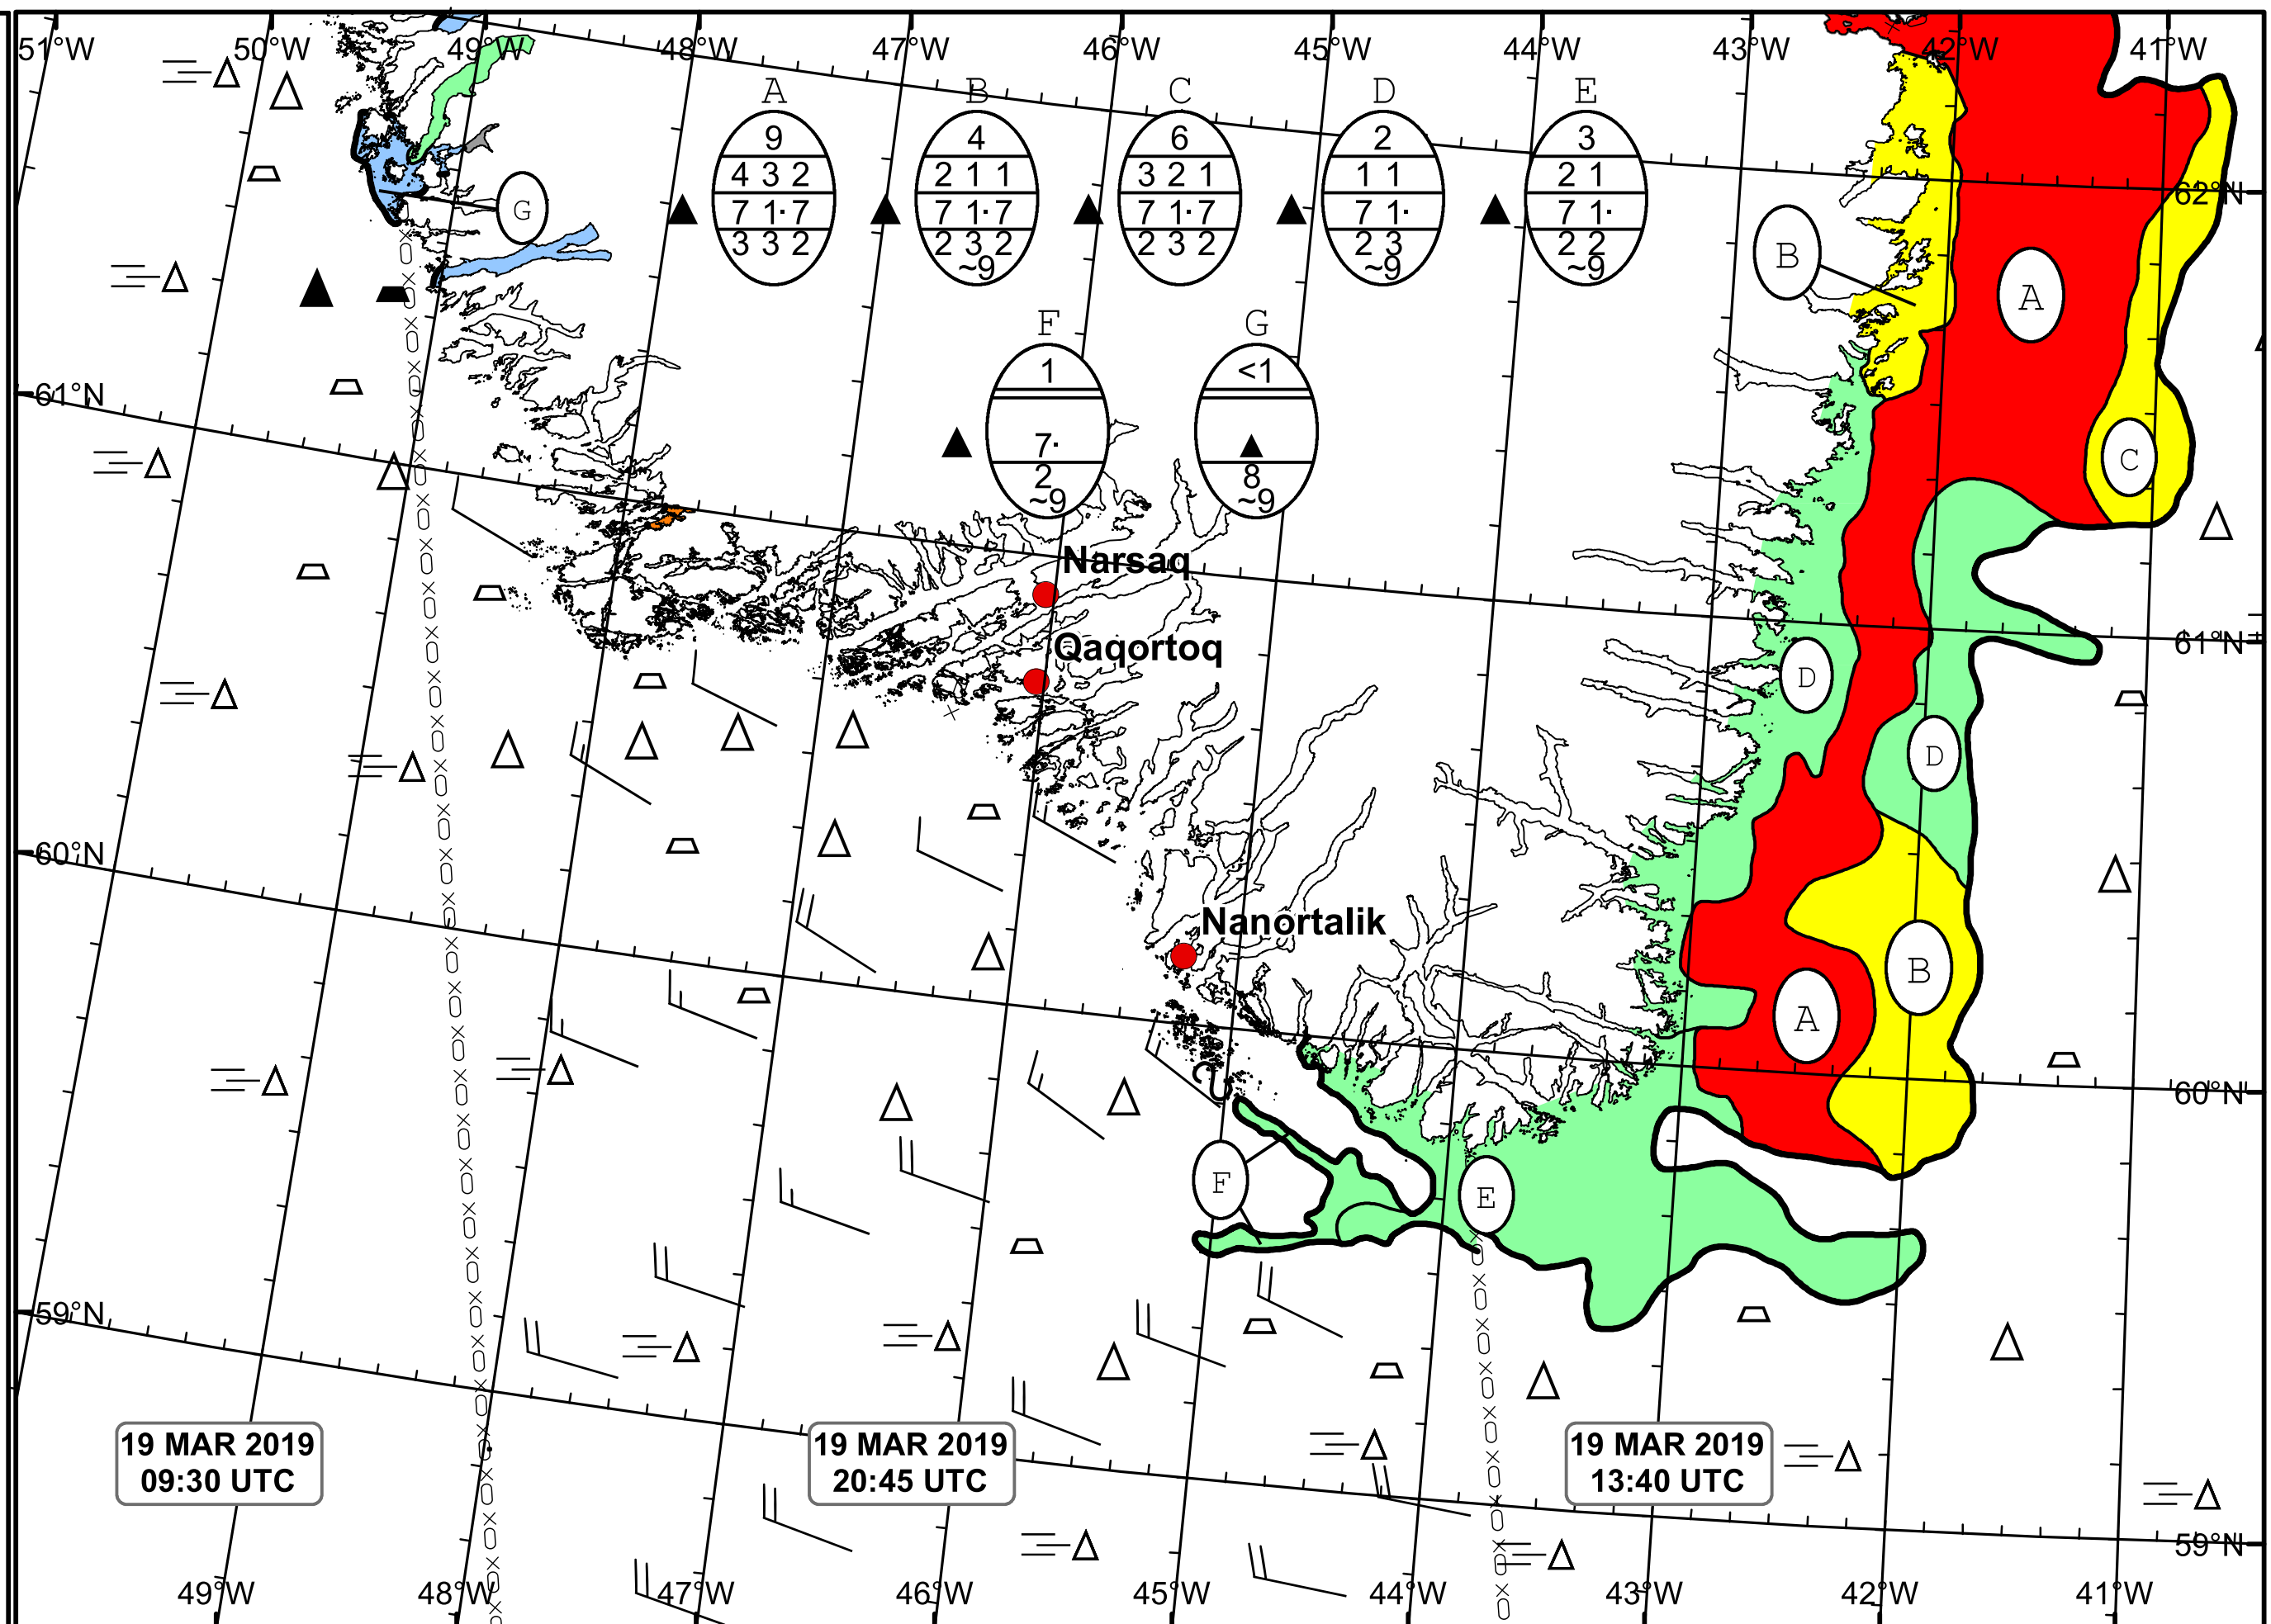 51°W 50°W 49°W 48°W 47°W 46°W 45°W 44°W 43°W 42°W 41°W
A B C D E
9 4 6 2 3
4 3 2 2 1 1 3 2 1 1 1 2 1
7 1· 7 7 1· 7 7 1· 7 7 1· 7 1·
3 3 2 2 3 2 2 3 2 2 3 2 2
~9 ~9 ~9
62°N
G
B
A
F G
1 <1
7·
2 8
~9 ~9
61°N
C
Narsaq
Qaqortoq
61°N
D
D
60°N
Nanortalik
B
A
60°N
F
E
59°N
19 MAR 2019
09:30 UTC
19 MAR 2019
20:45 UTC
19 MAR 2019
13:40 UTC
59°N
49°W 48°W 47°W 46°W 45°W 44°W 43°W 42°W 41°W